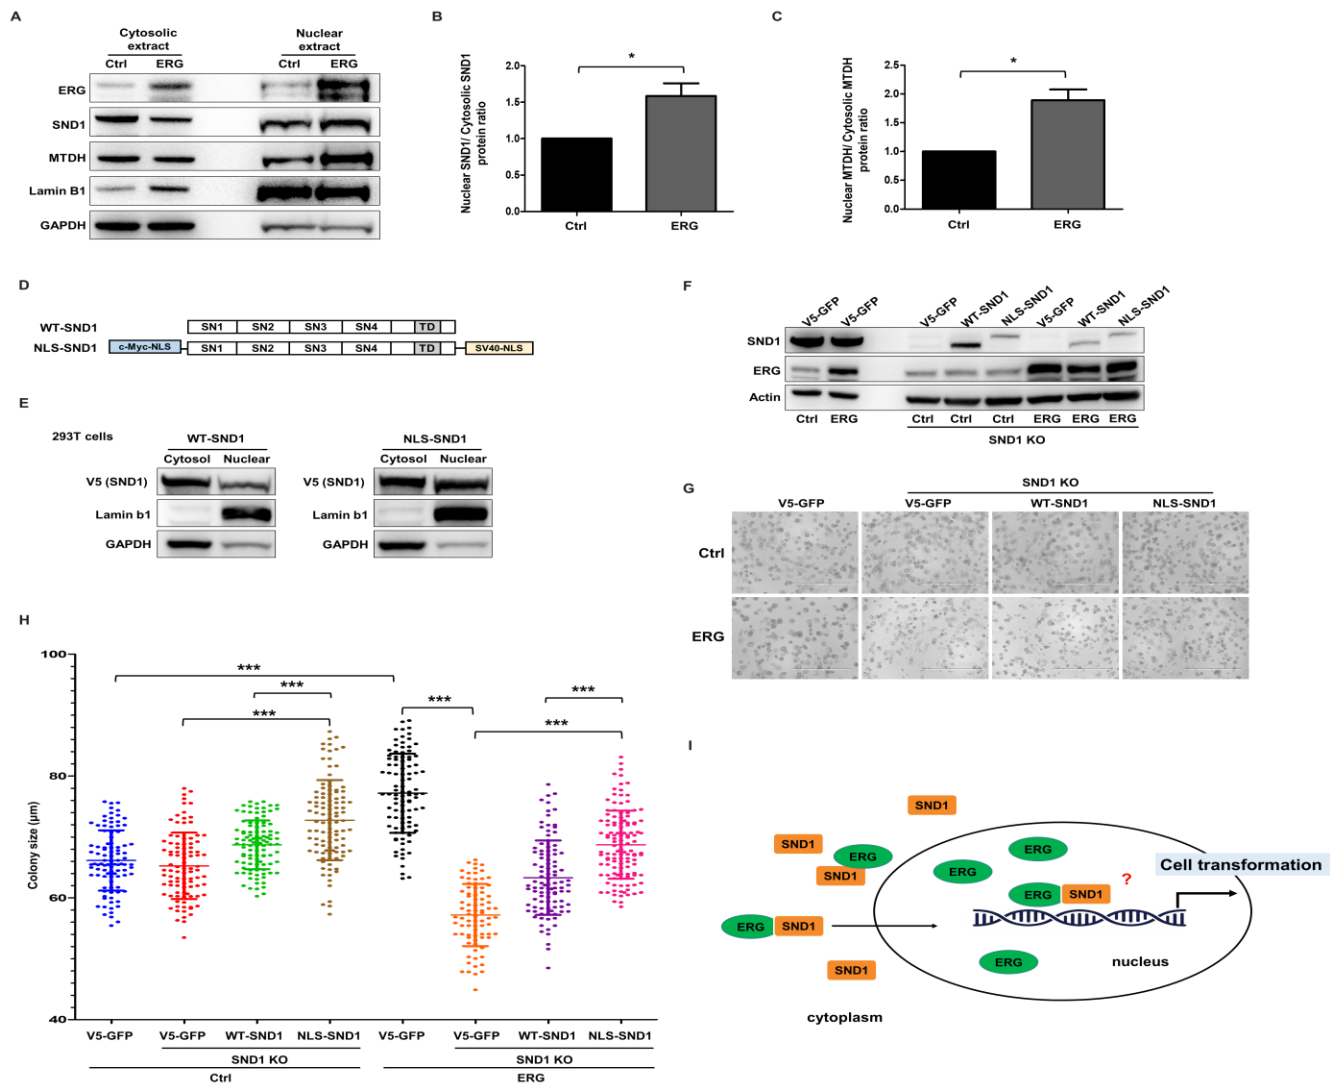 A
Cytosolic
extract
Nuclear
extract
Ctrl ERG Ctrl ERG
ERG
SND1
MTDH
Lamin B1
GAPDH
B
Nuclear SND1/ Cytosolic SND1
protein ratio
2.0
1.5
1.0
0.5
0.0
*
Ctrl ERG
C
Nuclear MTDH/ Cytosolic MTDH
protein ratio
2.5
2.0
1.5
1.0
0.5
0.0
*
Ctrl ERG
D
WT-SND1 SN1 SN2 SN3 SN4 TD
NLS-SND1 c-Myc-NLS SN1 SN2 SN3 SN4 TD SV40-NLS
E
293T cells
WT-SND1 NLS-SND1
Cytosol Nuclear Cytosol Nuclear
V5 (SND1) V5 (SND1)
Lamin b1 Lamin b1
GAPDH GAPDH
F
V5-GFP V5-GFP V5-GFP WT-SND1 NLS-SND1 V5-GFP WT-SND1 NLS-SND1
SND1
ERG
Actin
Ctrl ERG Ctrl Ctrl Ctrl ERG ERG ERG
SND1 KO
G
SND1 KO
V5-GFP V5-GFP WT-SND1 NLS-SND1
Ctrl
ERG
H
Colony size (μm)
100
80
60
40
***
***
***
***
***
***
V5-GFP V5-GFP WT-SND1 NLS-SND1 V5-GFP V5-GFP WT-SND1 NLS-SND1
SND1 KO SND1 KO
Ctrl ERG
I
SND1
SND1
ERG
SND1
ERG SND1
SND1
cytoplasm
ERG
ERG
ERG SND1
?
Cell transformation
ERG
nucleus